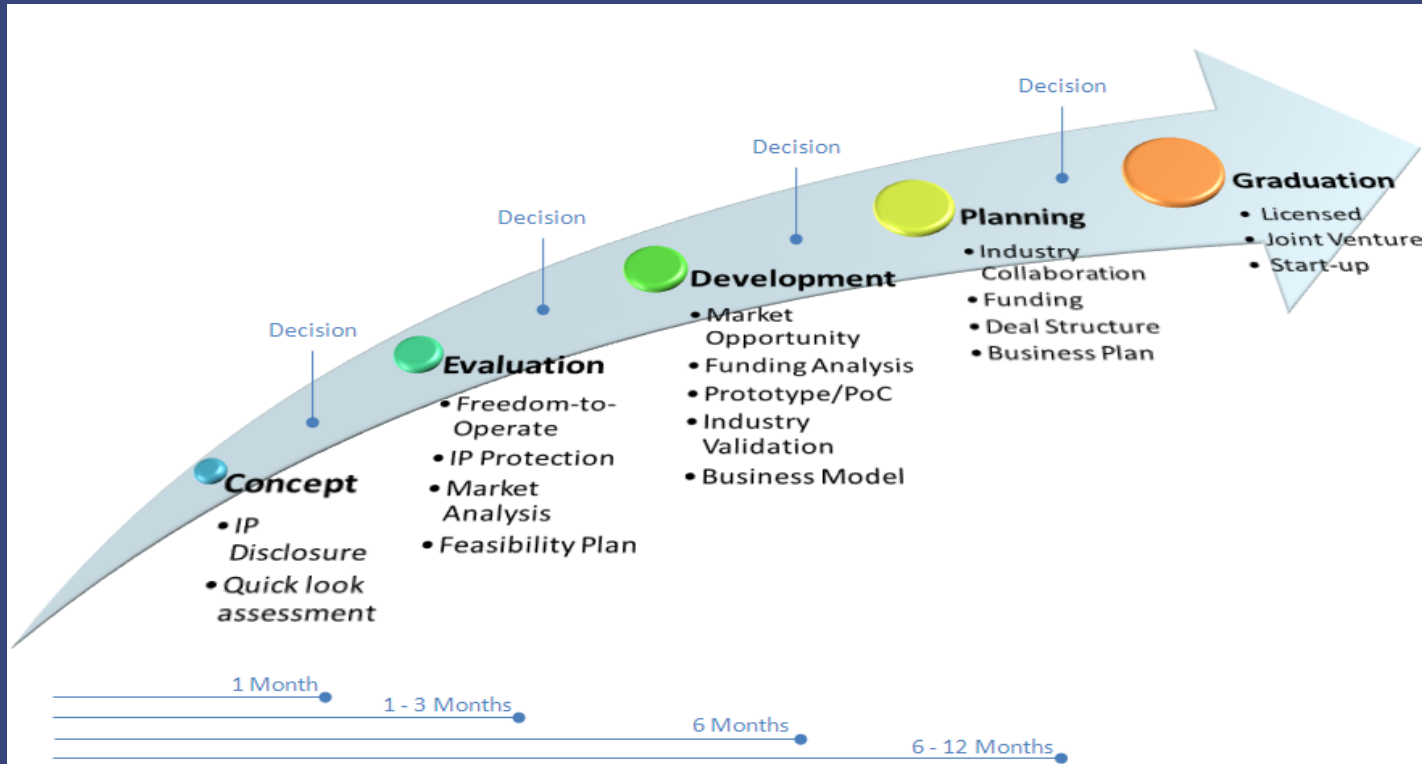 Decision
Decision
Decision
Decision
Concept
• IP
Disclosure
• Quick look
assessment
Evaluation
• Freedom-to-
Operate
• IP Protection
• Market
Analysis
• Feasibility Plan
Development
• Market
Opportunity
• Funding Analysis
• Prototype/PoC
• Industry
Validation
• Business Model
Planning
• Industry
Collaboration
• Funding
• Deal Structure
• Business Plan
Graduation
• Licensed
• Joint Venture
• Start-up
1 Month
1 - 3 Months
6 Months
6 - 12 Months